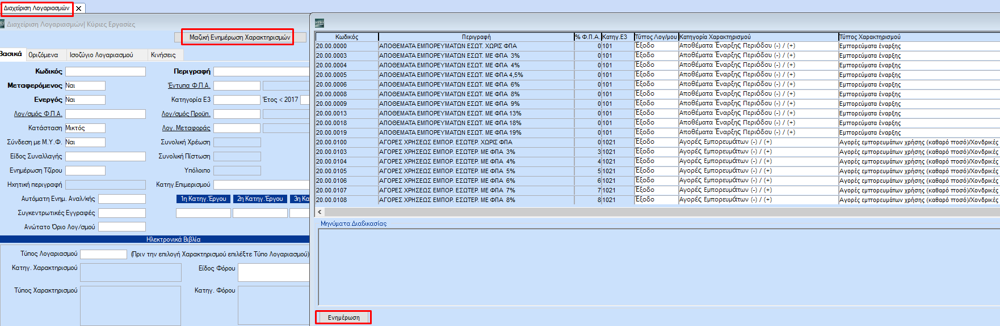 Διαχείριση Λογαριασμών
Διαχείριση Λογαριασμών| Κύριες Εργασίες
Μαζική Ενημέρωση Χαρακτηρισμών
Βασικά Οριζόμενα Ισοζύγιο Λογαριασμού Κινήσεις
Κωδικός Περιγραφή
Μεταφερόμενος Ναι Έντυπα Φ.Π.Α.
Ενεργός Ναι Κατηγορία Ε3 Έτος < 2017
Λογ/σμός Φ.Π.Α. Λογ/σμός Προϋπ.
Κατάσταση Μικτός Λογ. Μεταφοράς
Σύνδεση με Μ.Υ.Φ. Ναι Συνολική Χρέωση
Είδος Συναλλαγής Συνολική Πίστωση
Ενημέρωση Τζίρου Υπόλοιπο
Ηχητική περιγραφή Κατηγ.Επιμερισμού
Αυτόματη Ενημ. Αναλ/κής 1η Κατηγ.Έργου 2η Κατηγ.Έργου 3η Κα
Συγκεντρωτικές Εγγραφές
Ανώτατο Όριο Λογ/σμού
Ηλεκτρονικά Βιβλία
Τύπος Λογαριασμού (Πριν την επιλογή Χαρακτηρισμού επιλέξτε Τύπο Λογαριασμού)
Κατηγ. Χαρακτηρισμού Είδος Φόρου
Τύπος Χαρακτηρισμού Κατηγ. Φόρου
Κωδικός Περιγραφή % Φ.Π.Α. Κατηγ.Ε3 Τύπος Λογ/μου Κατηγορία Χαρακτηρισμού Τύπος Χαρακτηρισμού
20.00.0000 ΑΠΟΘΕΜΑΤΑ ΕΜΠΟΡΕΥΜΑΤΩΝ ΕΣΩΤ. ΧΩΡΙΣ ΦΠΑ 0 101 Έξοδο Αποθέματα Έναρξης Περιόδου (-) / (+) Εμπορεύματα έναρξης
20.00.0003 ΑΠΟΘΕΜΑΤΑ ΕΜΠΟΡΕΥΜΑΤΩΝ ΕΣΩΤ. ΜΕ ΦΠΑ 3% 0 101 Έξοδο Αποθέματα Έναρξης Περιόδου (-) / (+) Εμπορεύματα έναρξης
20.00.0004 ΑΠΟΘΕΜΑΤΑ ΕΜΠΟΡΕΥΜΑΤΩΝ ΕΣΩΤ. ΜΕ ΦΠΑ 4% 0 101 Έξοδο Αποθέματα Έναρξης Περιόδου (-) / (+) Εμπορεύματα έναρξης
20.00.0005 ΑΠΟΘΕΜΑΤΑ ΕΜΠΟΡΕΥΜΑΤΩΝ ΕΣΩΤ. ΜΕ ΦΠΑ 4,5% 0 101 Έξοδο Αποθέματα Έναρξης Περιόδου (-) / (+) Εμπορεύματα έναρξης
20.00.0006 ΑΠΟΘΕΜΑΤΑ ΕΜΠΟΡΕΥΜΑΤΩΝ ΕΣΩΤ. ΜΕ ΦΠΑ 6% 0 101 Έξοδο Αποθέματα Έναρξης Περιόδου (-) / (+) Εμπορεύματα έναρξης
20.00.0008 ΑΠΟΘΕΜΑΤΑ ΕΜΠΟΡΕΥΜΑΤΩΝ ΕΣΩΤ. ΜΕ ΦΠΑ 8% 0 101 Έξοδο Αποθέματα Έναρξης Περιόδου (-) / (+) Εμπορεύματα έναρξης
20.00.0009 ΑΠΟΘΕΜΑΤΑ ΕΜΠΟΡΕΥΜΑΤΩΝ ΕΣΩΤ. ΜΕ ΦΠΑ 9% 0 101 Έξοδο Αποθέματα Έναρξης Περιόδου (-) / (+) Εμπορεύματα έναρξης
20.00.0013 ΑΠΟΘΕΜΑΤΑ ΕΜΠΟΡΕΥΜΑΤΩΝ ΕΣΩΤ. ΜΕ ΦΠΑ 13% 0 101 Έξοδο Αποθέματα Έναρξης Περιόδου (-) / (+) Εμπορεύματα έναρξης
20.00.0018 ΑΠΟΘΕΜΑΤΑ ΕΜΠΟΡΕΥΜΑΤΩΝ ΕΣΩΤ. ΜΕ ΦΠΑ 18% 0 101 Έξοδο Αποθέματα Έναρξης Περιόδου (-) / (+) Εμπορεύματα έναρξης
20.00.0019 ΑΠΟΘΕΜΑΤΑ ΕΜΠΟΡΕΥΜΑΤΩΝ ΕΣΩΤ. ΜΕ ΦΠΑ 19% 0 101 Έξοδο Αποθέματα Έναρξης Περιόδου (-) / (+) Εμπορεύματα έναρξης
20.00.0100 ΑΓΟΡΕΣ ΧΡΗΣΕΩΣ ΕΜΠΟΡ. ΕΣΩΤΕΡ. ΧΩΡΙΣ ΦΠΑ 0 1021 Έξοδο Αγορές Εμπορευμάτων (-) / (+) Αγορές εμπορευμάτων χρήσης (καθαρό ποσό)/Χονδρικές
20.00.0103 ΑΓΟΡΕΣ ΧΡΗΣΕΩΣ ΕΜΠΟΡ. ΕΣΩΤΕΡ. ΜΕ ΦΠΑ 3% 3 1021 Έξοδο Αγορές Εμπορευμάτων (-) / (+) Αγορές εμπορευμάτων χρήσης (καθαρό ποσό)/Χονδρικές
20.00.0104 ΑΓΟΡΕΣ ΧΡΗΣΕΩΣ ΕΜΠΟΡ. ΕΣΩΤΕΡ. ΜΕ ΦΠΑ 4% 4 1021 Έξοδο Αγορές Εμπορευμάτων (-) / (+) Αγορές εμπορευμάτων χρήσης (καθαρό ποσό)/Χονδρικές
20.00.0105 ΑΓΟΡΕΣ ΧΡΗΣΕΩΣ ΕΜΠΟΡ. ΕΣΩΤΕΡ. ΜΕ ΦΠΑ 5% 5 1021 Έξοδο Αγορές Εμπορευμάτων (-) / (+) Αγορές εμπορευμάτων χρήσης (καθαρό ποσό)/Χονδρικές
20.00.0106 ΑΓΟΡΕΣ ΧΡΗΣΕΩΣ ΕΜΠΟΡ. ΕΣΩΤΕΡ. ΜΕ ΦΠΑ 6% 6 1021 Έξοδο Αγορές Εμπορευμάτων (-) / (+) Αγορές εμπορευμάτων χρήσης (καθαρό ποσό)/Χονδρικές
20.00.0107 ΑΓΟΡΕΣ ΧΡΗΣΕΩΣ ΕΜΠΟΡ. ΕΣΩΤΕΡ. ΜΕ ΦΠΑ 7% 7 1021 Έξοδο Αγορές Εμπορευμάτων (-) / (+) Αγορές εμπορευμάτων χρήσης (καθαρό ποσό)/Χονδρικές
20.00.0108 ΑΓΟΡΕΣ ΧΡΗΣΕΩΣ ΕΜΠΟΡ. ΕΣΩΤΕΡ. ΜΕ ΦΠΑ 8% 8 1021 Έξοδο Αγορές Εμπορευμάτων (-) / (+) Αγορές εμπορευμάτων χρήσης (καθαρό ποσό)/Χονδρικές
Μηνύματα Διαδικασίας
Ενημέρωση